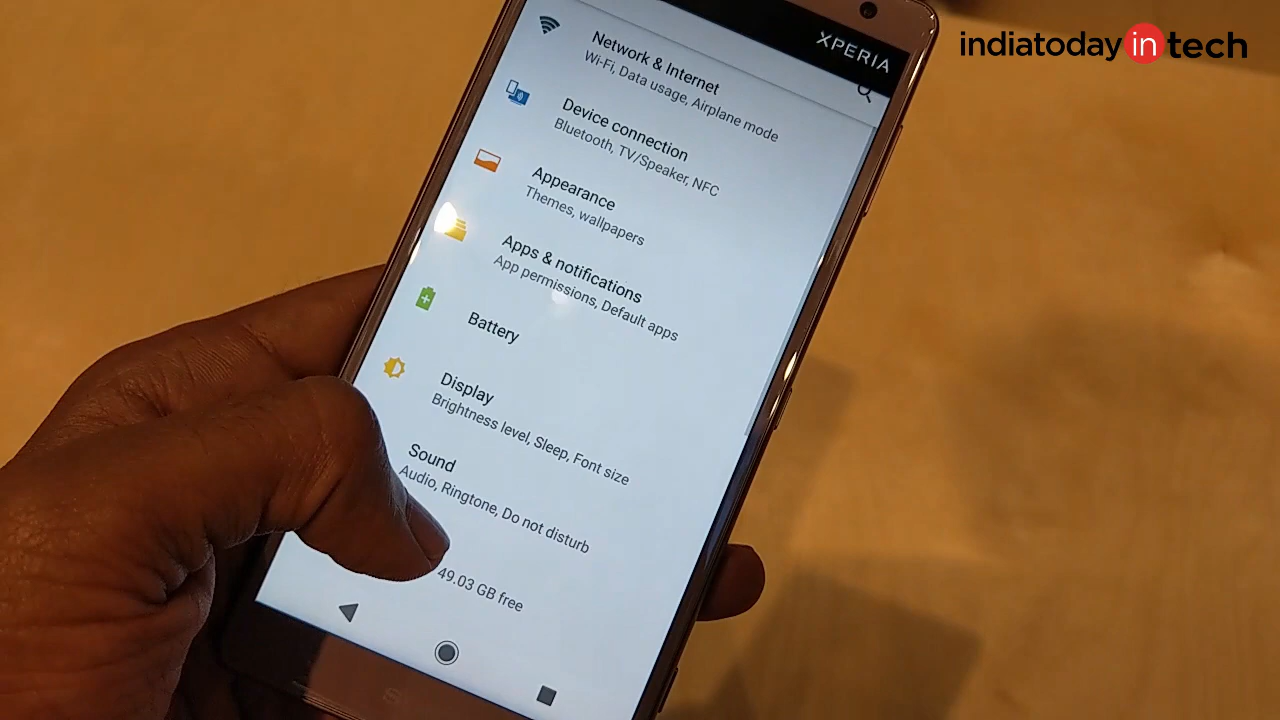 indiatoday in tech
XPERIA
Network & Internet
Wi-Fi, Data usage, Airplane mode
Device connection
Bluetooth, TV/Speaker, NFC
Appearance
Themes, wallpapers
Apps & notifications
App permissions, Default apps
Battery
Display
Brightness level, Sleep, Font size
Sound
Audio, Ringtone, Do not disturb
49.03 GB free